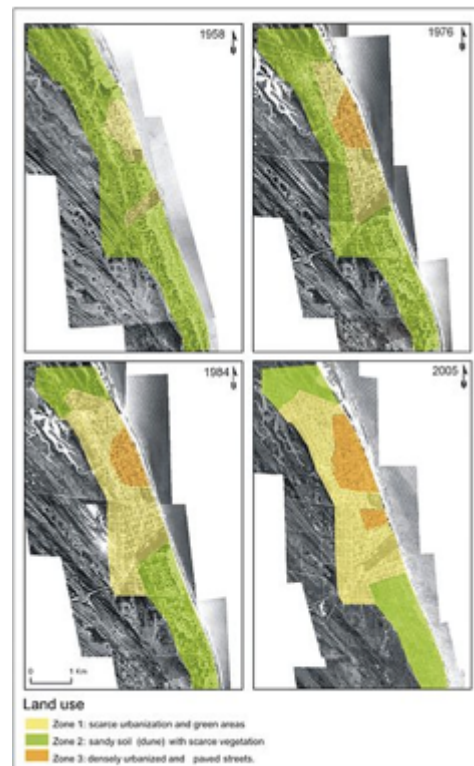 1958
1976
1984
2005
0 1 Km
Land use
Zone 1: scarce urbanization and green areas
Zone 2: sandy soil (dune) with scarce vegetation
Zone 3: densely urbanized and paved streets.